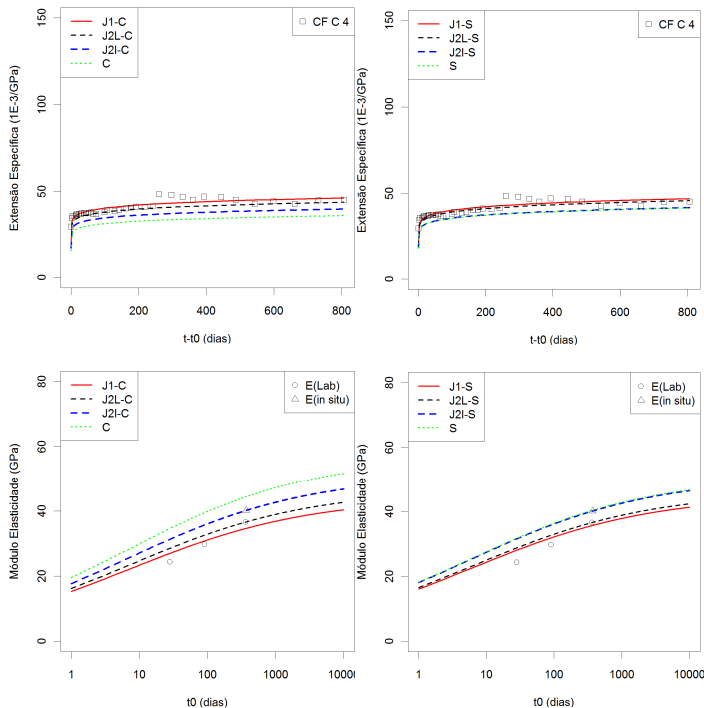 J1-C
J2L-C
J2I-C
C
CF C 4
Extensão Específica (1E-3/GPa)
0 50 100 150
0 200 400 600 800
t-t0 (dias)
J1-S
J2L-S
J2I-S
S
CF C 4
Extensão Específica (1E-3/GPa)
0 50 100 150
0 200 400 600 800
t-t0 (dias)
J1-C
J2L-C
J2I-C
C
E(Lab)
E(in situ)
Módulo Elasticidade (GPa)
0 20 40 60 80
1 10 100 1000 10000
t0 (dias)
J1-S
J2L-S
J2I-S
S
E(Lab)
E(in situ)
Módulo Elasticidade (GPa)
0 20 40 60 80
1 10 100 1000 10000
t0 (dias)